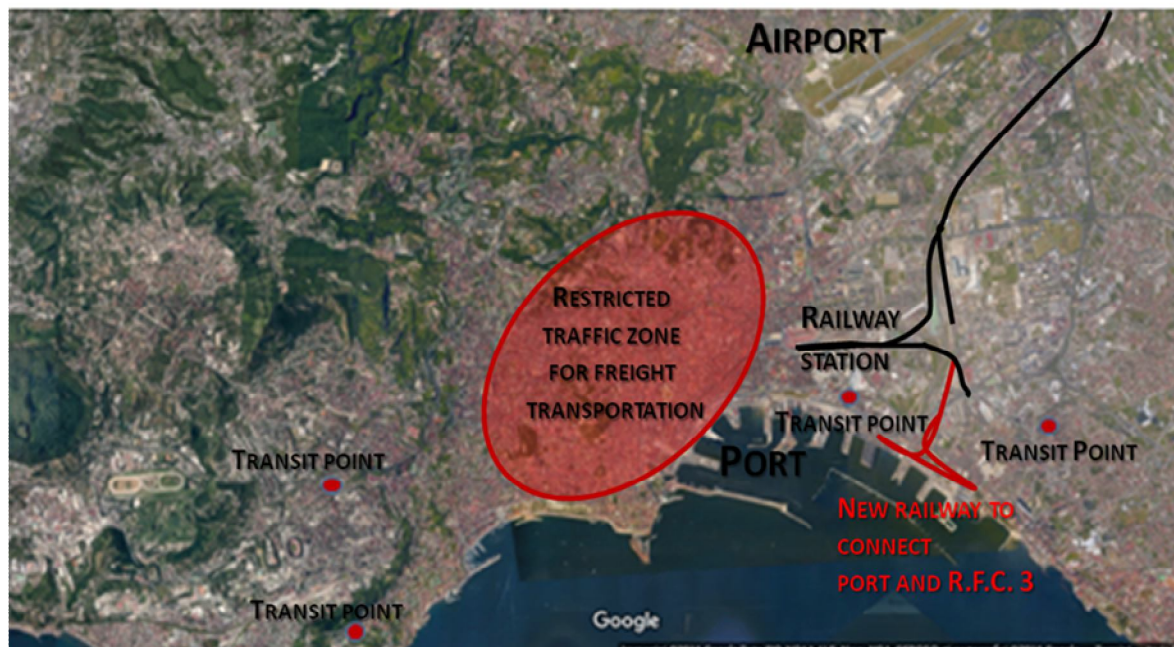 AIRPORT
RESTRICTED
TRAFFIC ZONE
FOR FREIGHT
TRANSPORTATION
RAILWAY
STATION
TRANSIT POINT
TRANSIT POINT
TRANSIT POINT
PORT
NEW RAILWAY TO
CONNECT
PORT AND R.F.C. 3
TRANSIT POINT
Google